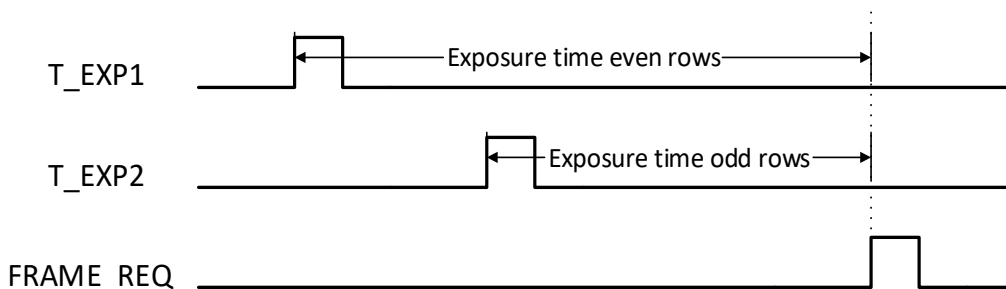 Exposure time even rows
T_EXP1
Exposure time odd rows
T_EXP2
FRAME_REQ